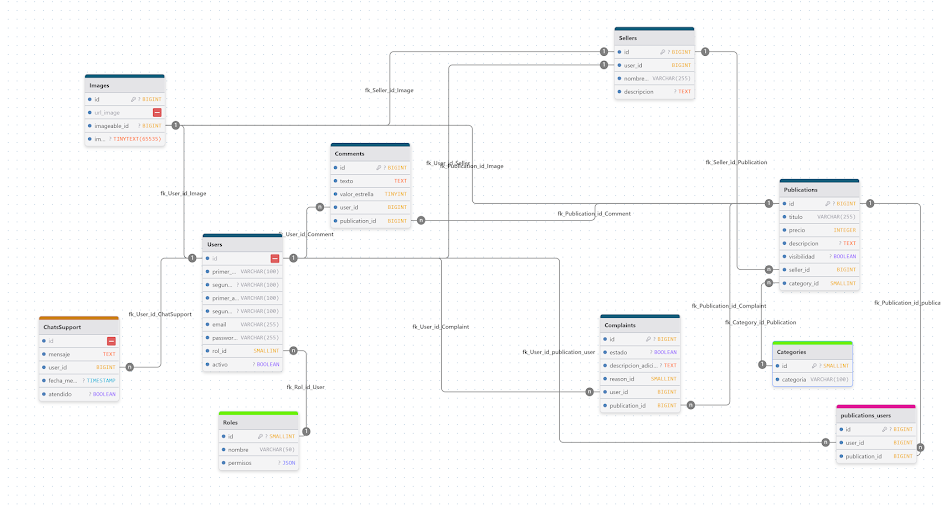 Sellers
id ? BIGINT
user_id BIGINT
nombre... VARCHAR(255)
descripcion ? TEXT
fk_Seller_id_Image
Images
id ? BIGINT
url_image
imageable_id ? BIGINT
im... ? TINYTEXT(65535)
Comments
id ? BIGINT
texto TEXT
valor_estrella TINYINT
user_id BIGINT
publication_id BIGINT
fk_User_id_Seller
fk_Publication_id_Image
fk_Seller_id_Publication
fk_User_id_Image
fk_Publication_id_Comment
fk_User_id_Comment
Publications
id ? BIGINT
titulo VARCHAR(255)
precio INTEGER
descripcion ? TEXT
visibilidad ? BOOLEAN
seller_id BIGINT
category_id SMALLINT
Users
id
primer_... VARCHAR(100)
segun... ? VARCHAR(100)
primer_a... VARCHAR(100)
segun... ? VARCHAR(100)
email VARCHAR(255)
passwor... VARCHAR(255)
rol_id SMALLINT
activo ? BOOLEAN
fk_Publication_id_publica
fk_Publication_id_Complaint
fk_Category_id_Publication
fk_User_id_ChatsSupport
fk_User_id_Complaint
ChatsSupport
id
mensaje TEXT
user_id BIGINT
fecha_me... ? TIMESTAMP
atendido ? BOOLEAN
Complaints
id ? BIGINT
estado ? BOOLEAN
descripcion_adici... ? TEXT
reason_id SMALLINT
user_id BIGINT
publication_id BIGINT
fk_User_id_publication_user
Categories
id ? SMALLINT
categoria VARCHAR(100)
fk_Rol_id_User
Roles
id ? SMALLINT
nombre VARCHAR(50)
permisos ? JSON
publications_users
id ? BIGINT
user_id BIGINT
publication_id BIGINT